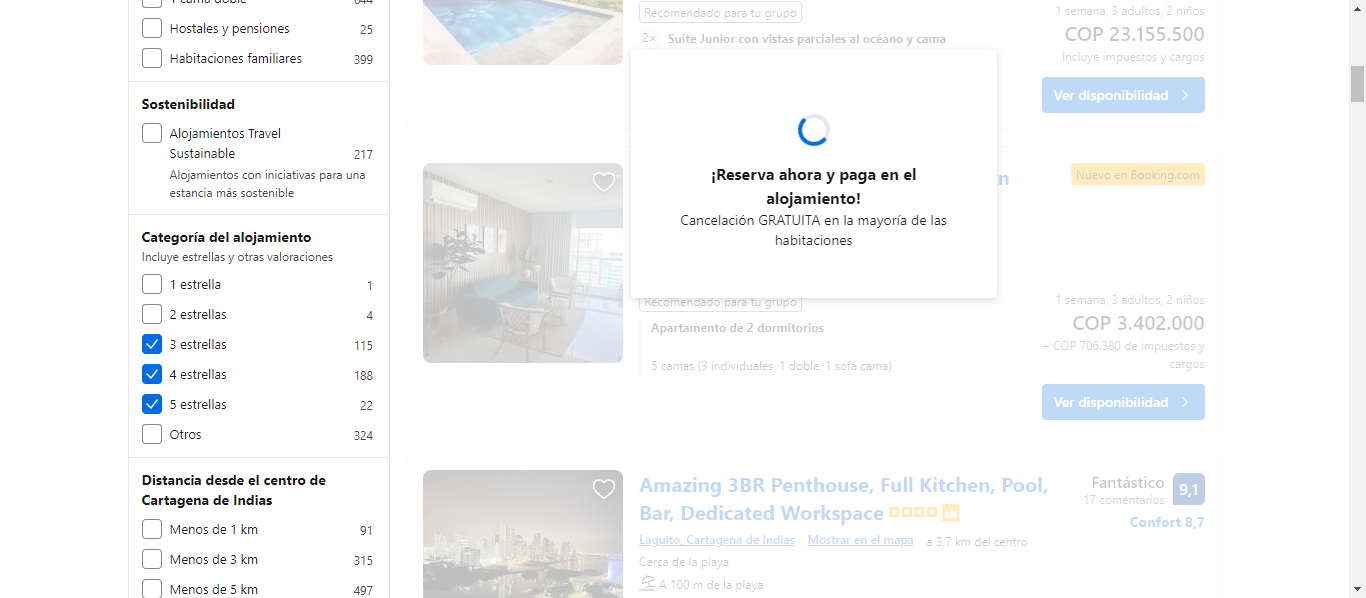 1 cama doble 644
Hostales y pensiones 25
Habitaciones familiares 399
Sostenibilidad
Alojamientos Travel
Sustainable 217
Alojamientos con iniciativas para una
estancia más sostenible
Categoría del alojamiento
Incluye estrellas y otras valoraciones
1 estrella 1
2 estrellas 4
3 estrellas 115
4 estrellas 188
5 estrellas 22
Otros 324
Distancia desde el centro de
Cartagena de Indias
Menos de 1 km 91
Menos de 3 km 315
Menos de 5 km 497
Recomendado para tu grupo
2× Suite Junior con vistas parciales al océano y cama
1 semana, 3 adultos, 2 niños
COP 23.155.500
Incluye impuestos y cargos
Ver disponibilidad
¡Reserva ahora y paga en el
alojamiento!
Cancelación GRATUITA en la mayoría de las
habitaciones
n
Nuevo en Booking.com
Recomendado para tu grupo
Apartamento de 2 dormitorios
5 camas (3 individuales, 1 doble, 1 sofá cama)
1 semana, 3 adultos, 2 niños
COP 3.402.000
+ COP 706.380 de impuestos y
cargos
Ver disponibilidad
Amazing 3BR Penthouse, Full Kitchen, Pool,
Bar, Dedicated Workspace
Laguito, Cartagena de Indias Mostrar en el mapa a 3,7 km del centro
Cerca de la playa
A 100 m de la playa
Fantástico 9,1
17 comentarios
Confort 8,7